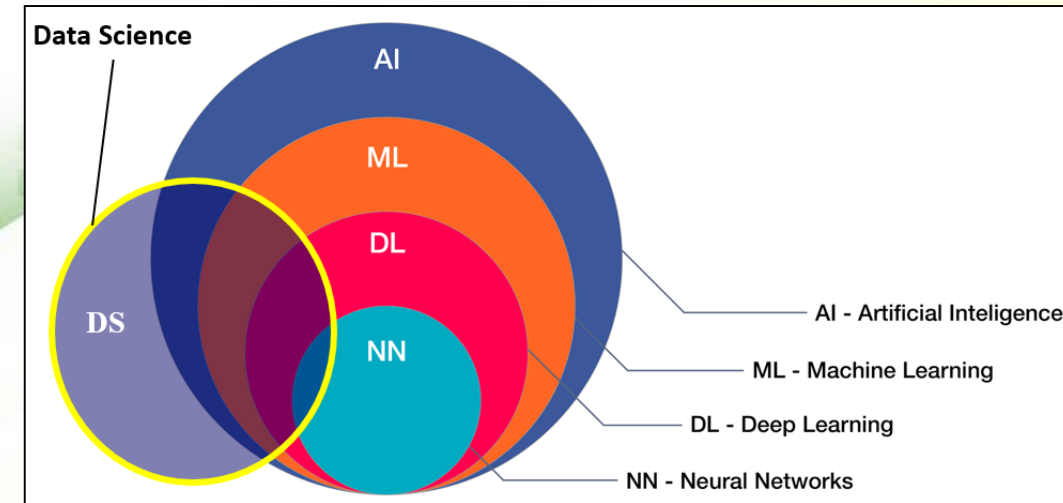 Data Science
AI
ML
DL
DS
NN
AI - Artificial Inteligence
ML - Machine Learning
DL - Deep Learning
NN - Neural Networks